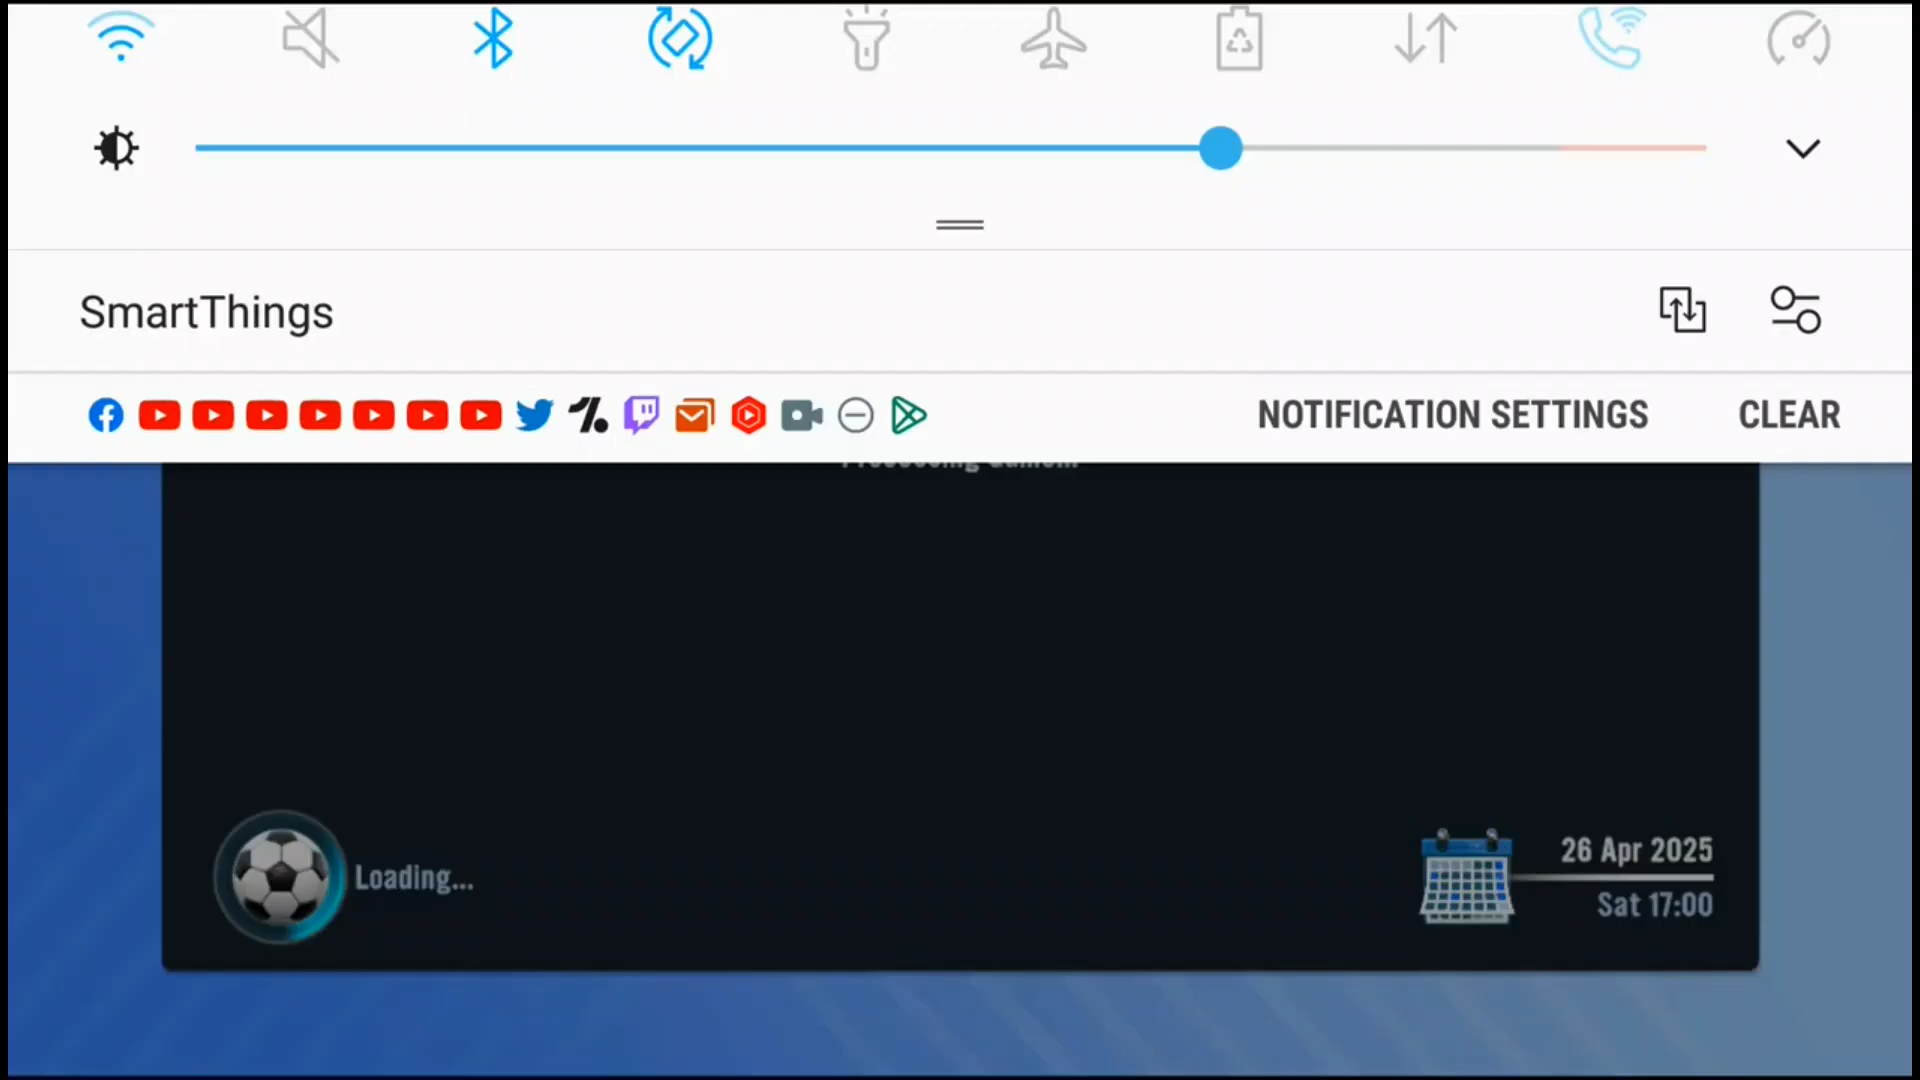 SmartThings
NOTIFICATION SETTINGS
CLEAR
Loading...
26 Apr 2025
Sat 17:00